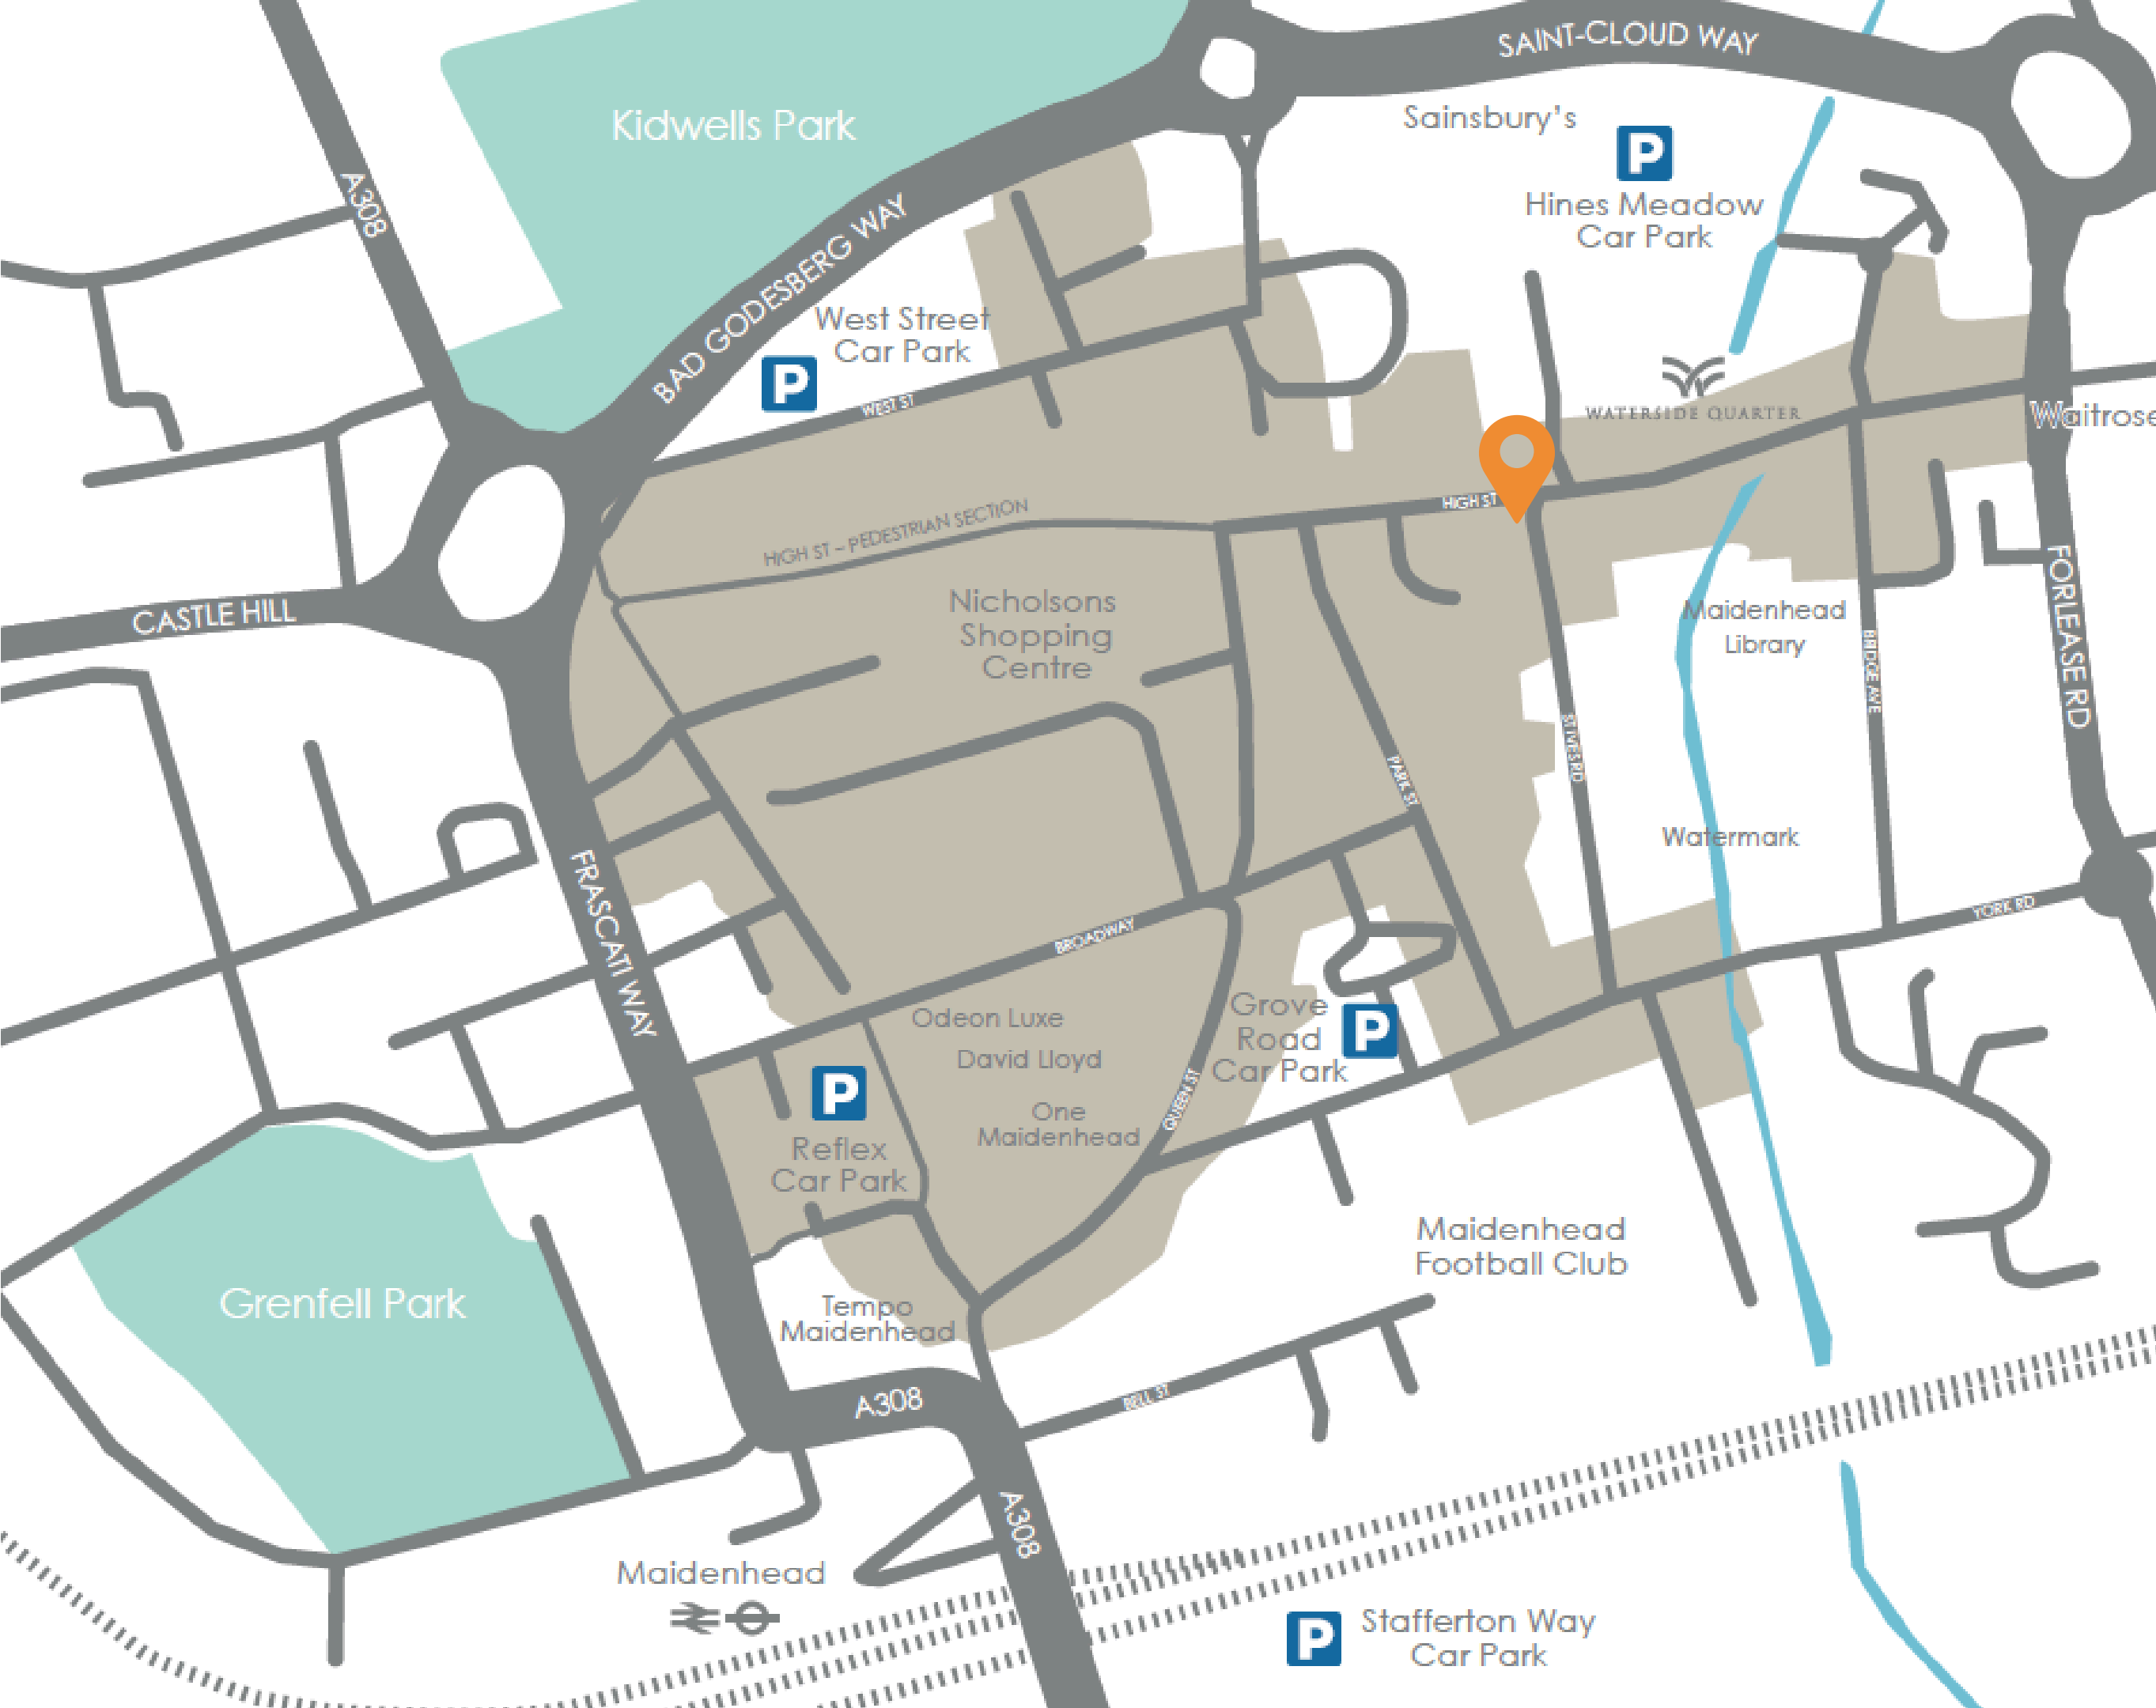 SAINT-CLOUD WAY
Sainsbury's
P
Kidwells Park
Hines Meadow
Car Park
A308
BAD GODESBERG WAY
West Street
Car Park
P
WEST ST
WATERSIDE QUARTER
Waitrose
HIGH ST
HIGH ST – PEDESTRIAN SECTION
CASTLE HILL
Nicholsons
Shopping
Centre
Maidenhead
Library
BRIDGE AVE
FORLEASE RD
ST IVES RD
PARK ST
Watermark
FRASCATI WAY
BROADWAY
YORK RD
Odeon Luxe
David Lloyd
One
Maidenhead
Grove
Road
Car Park
P
P
Reflex
Car Park
QUEEN ST
Maidenhead
Football Club
Grenfell Park
Tempo
Maidenhead
A308
BELL ST
A308
Maidenhead
P
Stafferton Way
Car Park